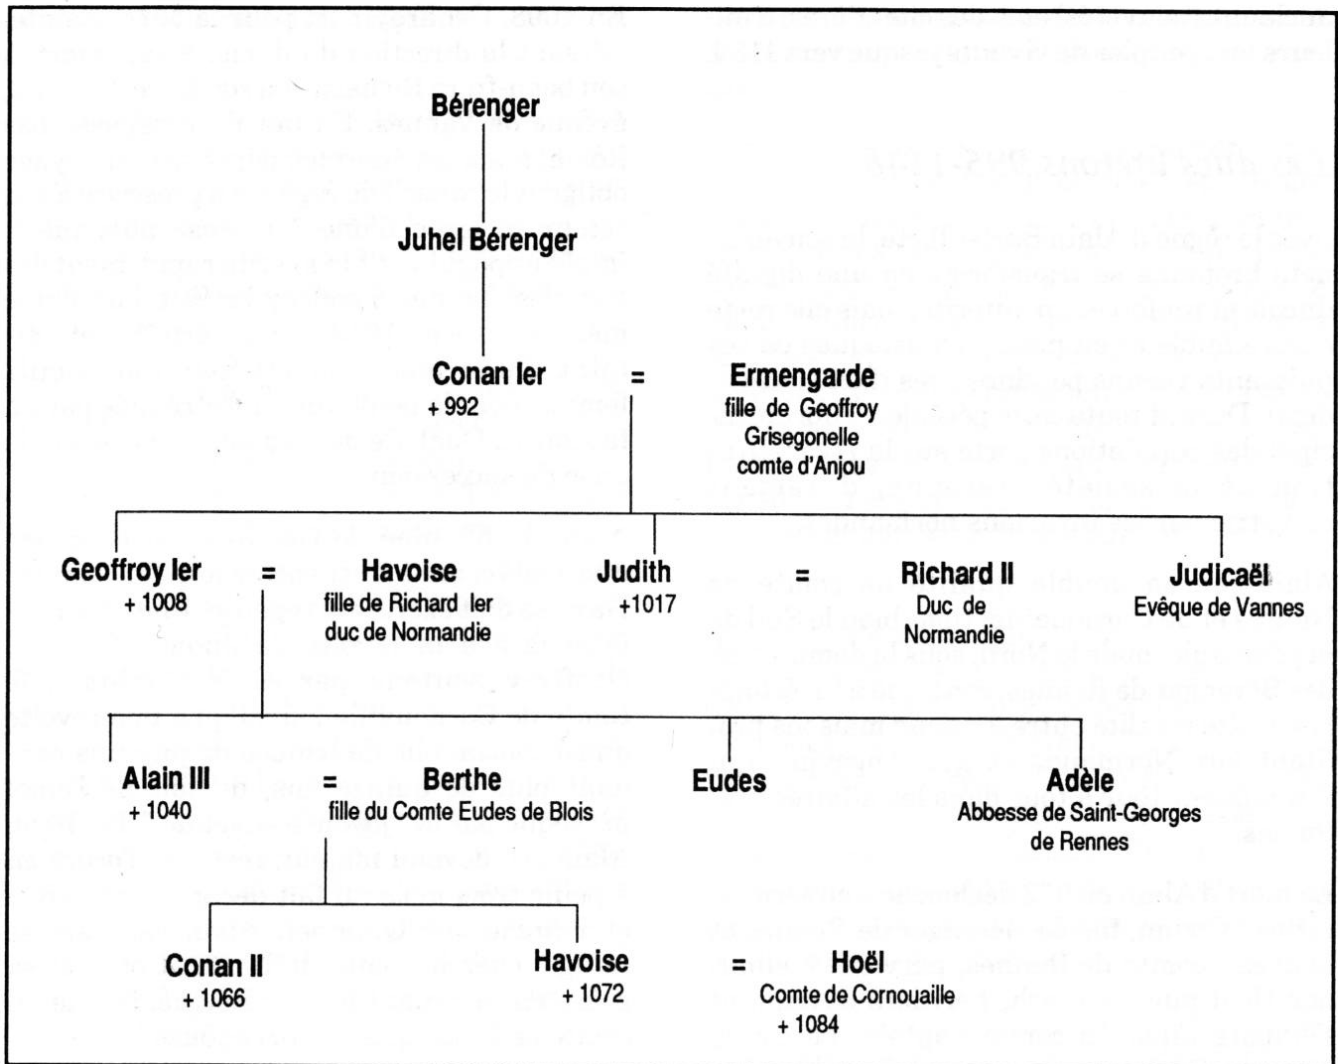 Bérenger
Juhel Bérenger
Conan Ier = Ermengarde
+ 992 fille de Geoffroy
Grisegonelle
comte d'Anjou
Geoffroy Ier = Havoise Judith = Richard II Judicaël
+ 1008 fille de Richard Ier +1017 Duc de Evêque de Vannes
duc de Normandie Normandie
Alain III = Berthe Eudes Adèle
+ 1040 fille du Comte Eudes de Blois Abbesse de Saint-Georges
de Rennes
Conan II Havoise = Hoël
+ 1066 + 1072 Comte de Cornouaille
+ 1084